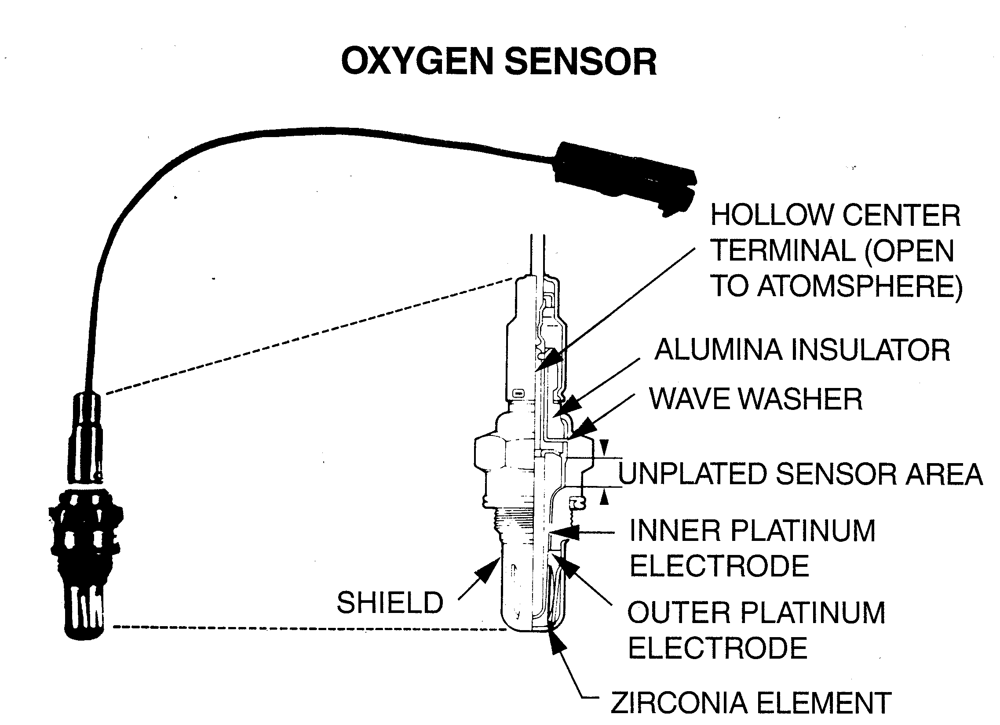 OXYGEN SENSOR
HOLLOW CENTER
TERMINAL (OPEN
TO ATOMSPHERE)
ALUMINA INSULATOR
WAVE WASHER
UNPLATED SENSOR AREA
INNER PLATINUM
ELECTRODE
SHIELD
OUTER PLATINUM
ELECTRODE
ZIRCONIA ELEMENT